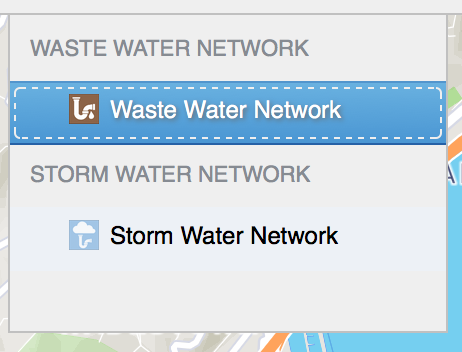 WASTE WATER NETWORK
Waste Water Network
STORM WATER NETWORK
Storm Water Network
A